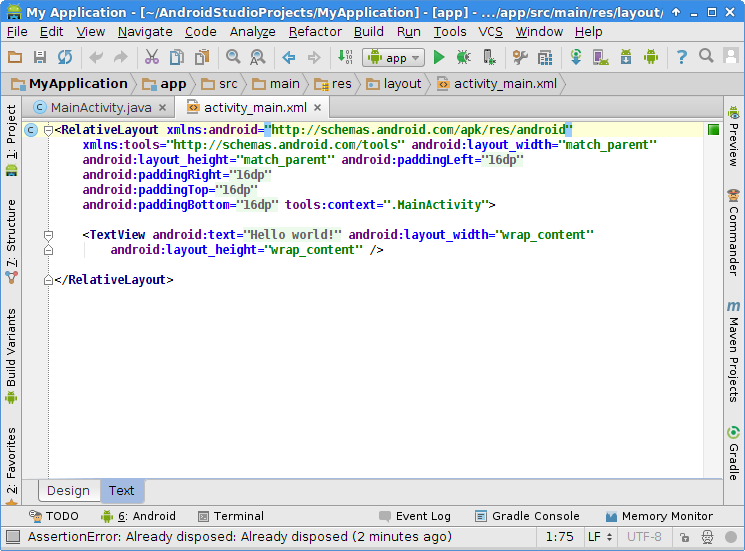 My Application - [~/AndroidStudioProjects/MyApplication] - [app] - .../app/src/main/res/layout/
File Edit View Navigate Code Analyze Refactor Build Run Tools VCS Window Help
app
MyApplication app src main res layout activity_main.xml
MainActivity.java activity_main.xml
<RelativeLayout xmlns:android="http://schemas.android.com/apk/res/android"
xmlns:tools="http://schemas.android.com/tools" android:layout_width="match_parent"
android:layout_height="match_parent" android:paddingLeft="16dp"
android:paddingRight="16dp"
android:paddingTop="16dp"
android:paddingBottom="16dp" tools:context=".MainActivity">
<TextView android:text="Hello world!" android:layout_width="wrap_content"
android:layout_height="wrap_content" />
</RelativeLayout>
1: Project
7: Structure
Build Variants
2: Favorites
Preview
Commander
m Maven Projects
Gradle
Design Text
TODO 6: Android Terminal Event Log Gradle Console Memory Monitor
AssertionError: Already disposed: Already disposed (2 minutes ago) 1:75 LF UTF-8